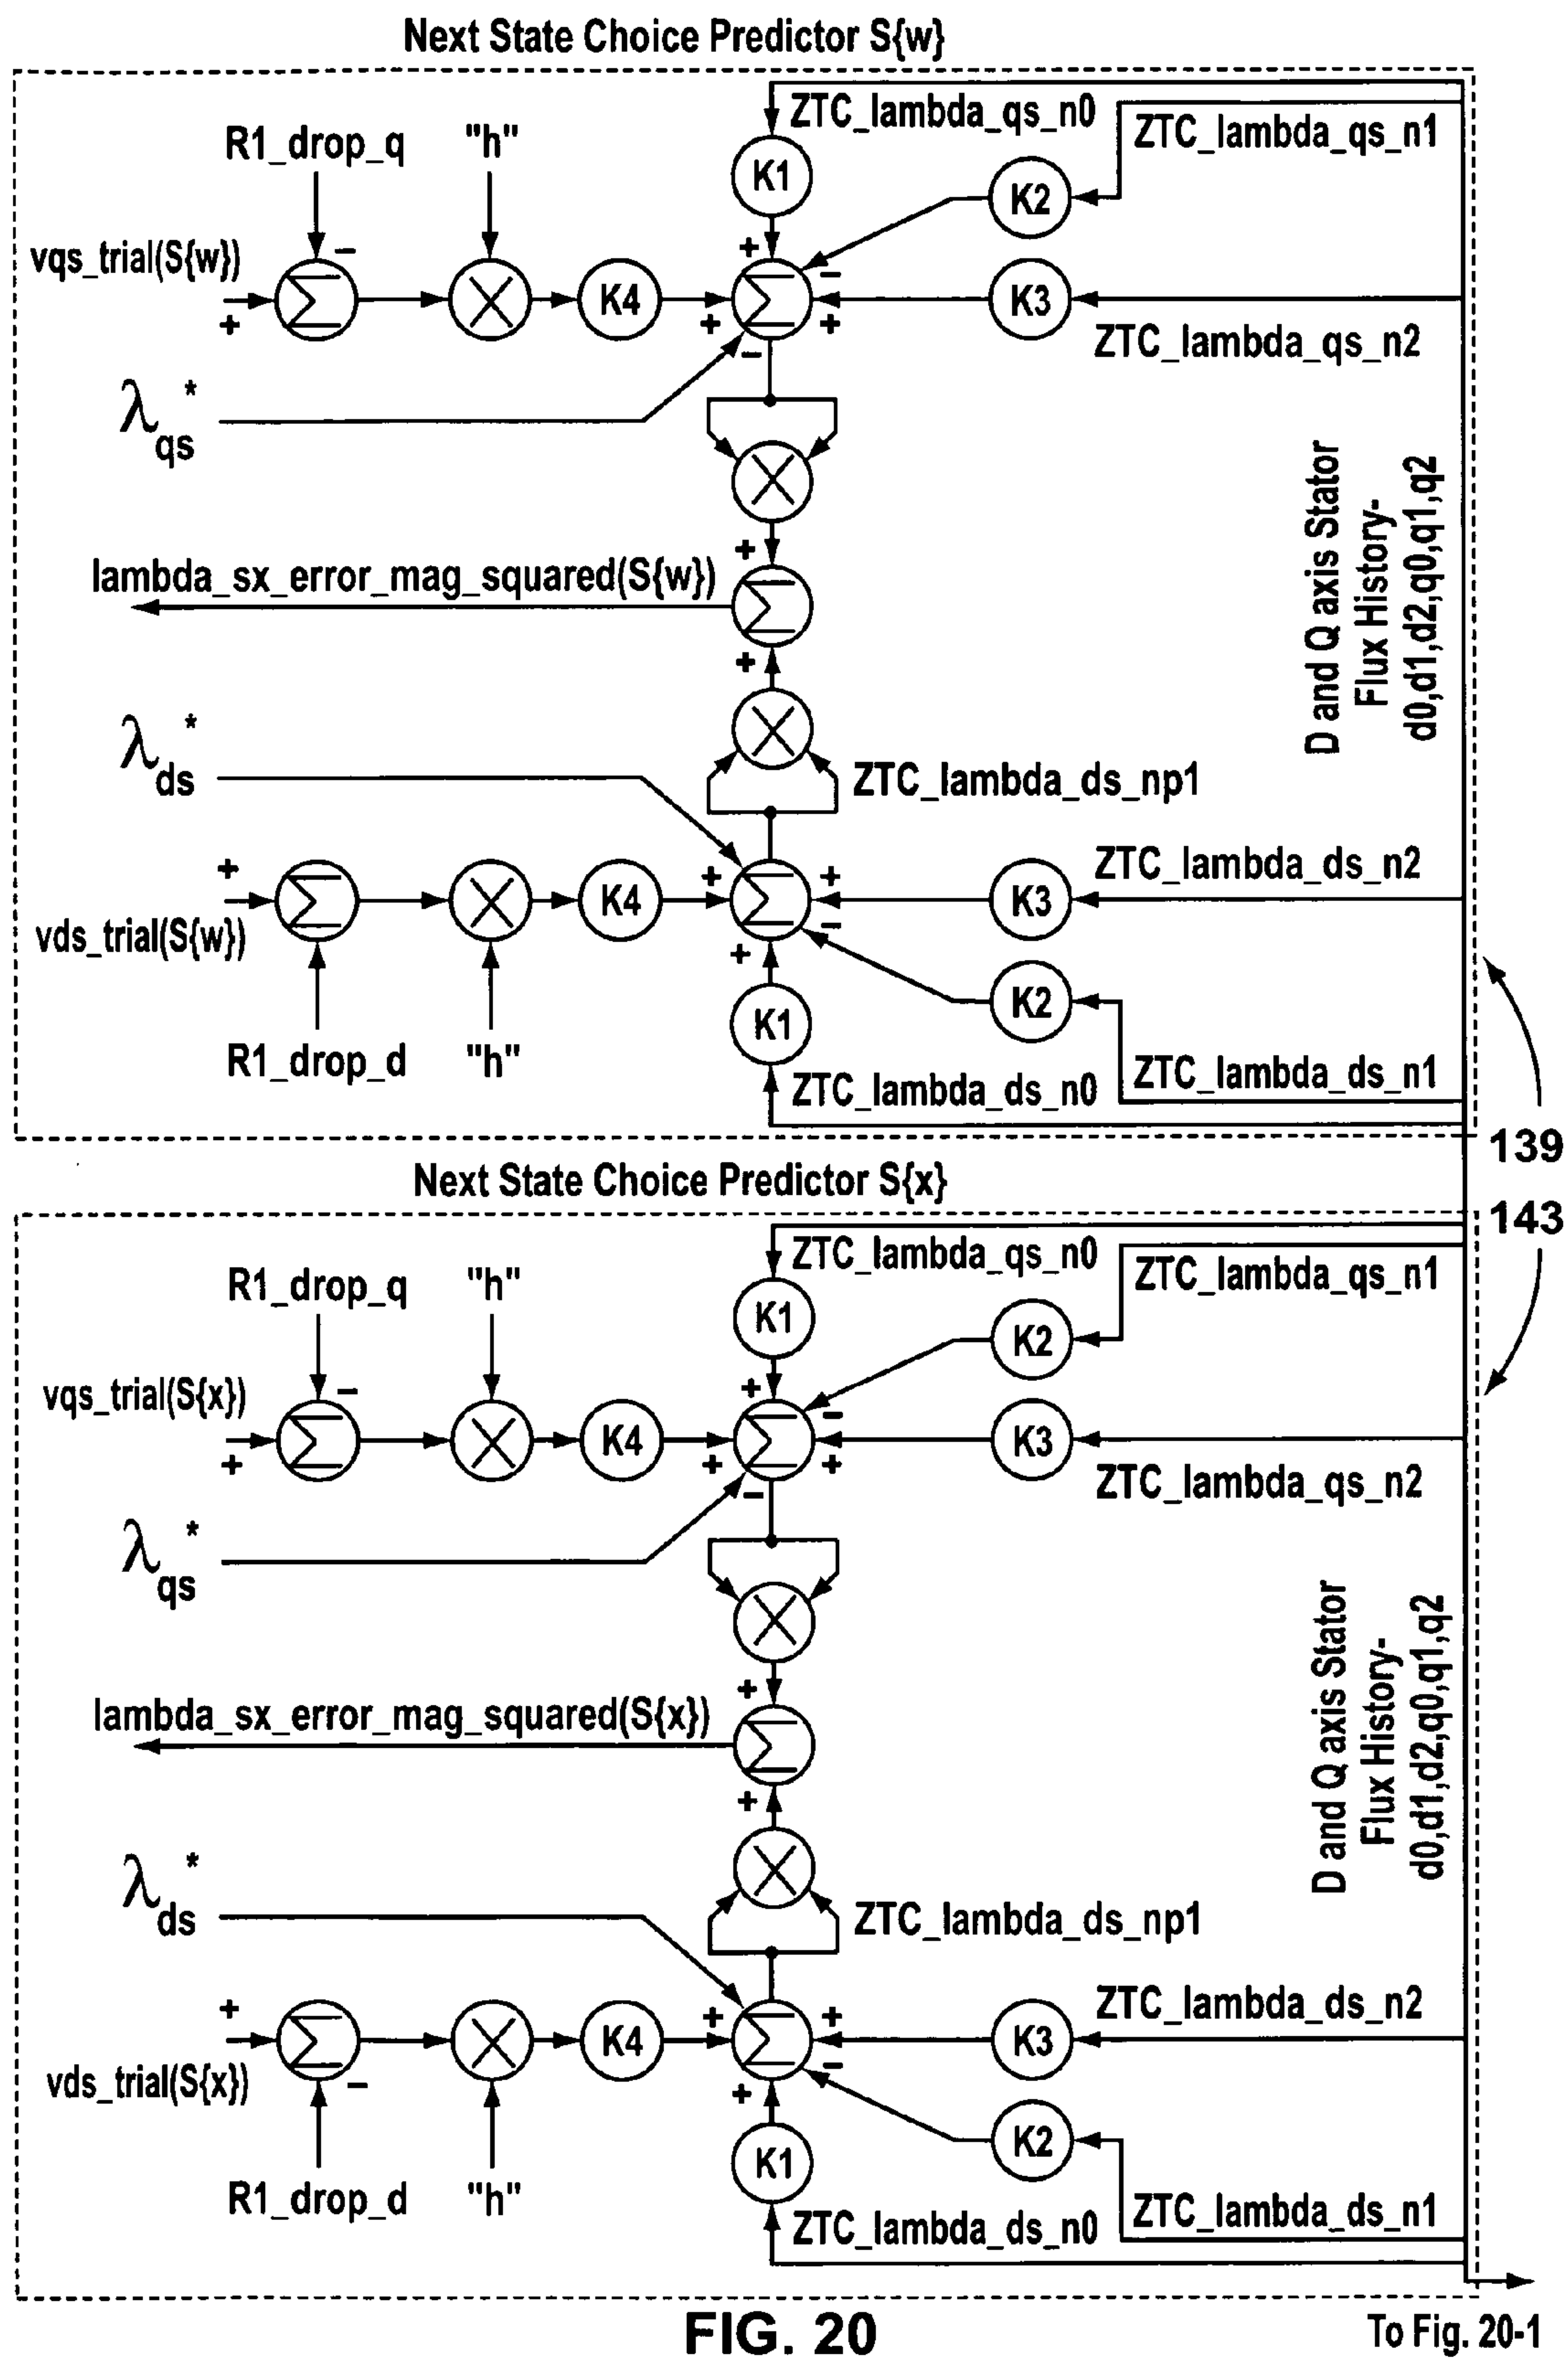 Next State Choice Predictor S{w}
ZTC_lambda_qs_n0
ZTC_lambda_qs_n1
R1_drop_q
"h"
K1
K2
vqs_trial(S{w})
−
+
−
+
Σ
K4
+
Σ
+
K3
−
ZTC_lambda_qs_n2
λqs*
D and Q axis Stator
Flux History-
d0,d1,d2,q0,q1,q2
+
lambda_sx_error_mag_squared(S{w})
Σ
+
λds*
ZTC_lambda_ds_np1
ZTC_lambda_ds_n2
+
+
+
Σ
K4
Σ
K3
vds_trial(S{w})
−
+
K2
K1
R1_drop_d
"h"
ZTC_lambda_ds_n1
ZTC_lambda_ds_n0
139
Next State Choice Predictor S{x}
143
ZTC_lambda_qs_n0
ZTC_lambda_qs_n1
R1_drop_q
"h"
K1
K2
vqs_trial(S{x})
−
+
−
+
Σ
K4
+
Σ
+
K3
−
ZTC_lambda_qs_n2
λqs*
D and Q axis Stator
Flux History-
d0,d1,d2,q0,q1,q2
+
lambda_sx_error_mag_squared(S{x})
Σ
+
λds*
ZTC_lambda_ds_np1
ZTC_lambda_ds_n2
+
+
+
Σ
K4
Σ
K3
vds_trial(S{x})
−
−
+
K2
K1
R1_drop_d
"h"
ZTC_lambda_ds_n1
ZTC_lambda_ds_n0
FIG. 20
To Fig. 20-1